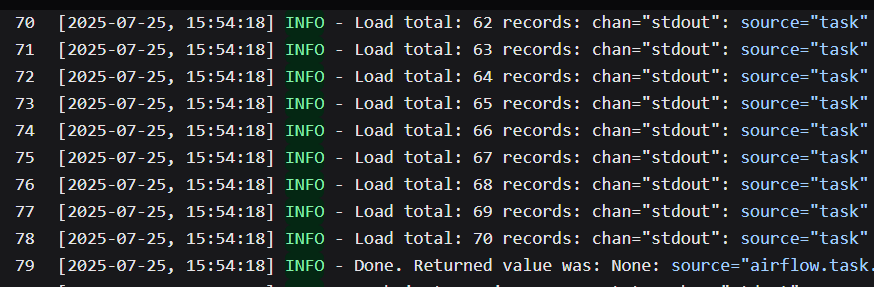 70 [2025-07-25, 15:54:18] INFO - Load total: 62 records: chan="stdout": source="task"
71 [2025-07-25, 15:54:18] INFO - Load total: 63 records: chan="stdout": source="task"
72 [2025-07-25, 15:54:18] INFO - Load total: 64 records: chan="stdout": source="task"
73 [2025-07-25, 15:54:18] INFO - Load total: 65 records: chan="stdout": source="task"
74 [2025-07-25, 15:54:18] INFO - Load total: 66 records: chan="stdout": source="task"
75 [2025-07-25, 15:54:18] INFO - Load total: 67 records: chan="stdout": source="task"
76 [2025-07-25, 15:54:18] INFO - Load total: 68 records: chan="stdout": source="task"
77 [2025-07-25, 15:54:18] INFO - Load total: 69 records: chan="stdout": source="task"
78 [2025-07-25, 15:54:18] INFO - Load total: 70 records: chan="stdout": source="task"
79 [2025-07-25, 15:54:18] INFO - Done. Returned value was: None: source="airflow.task.